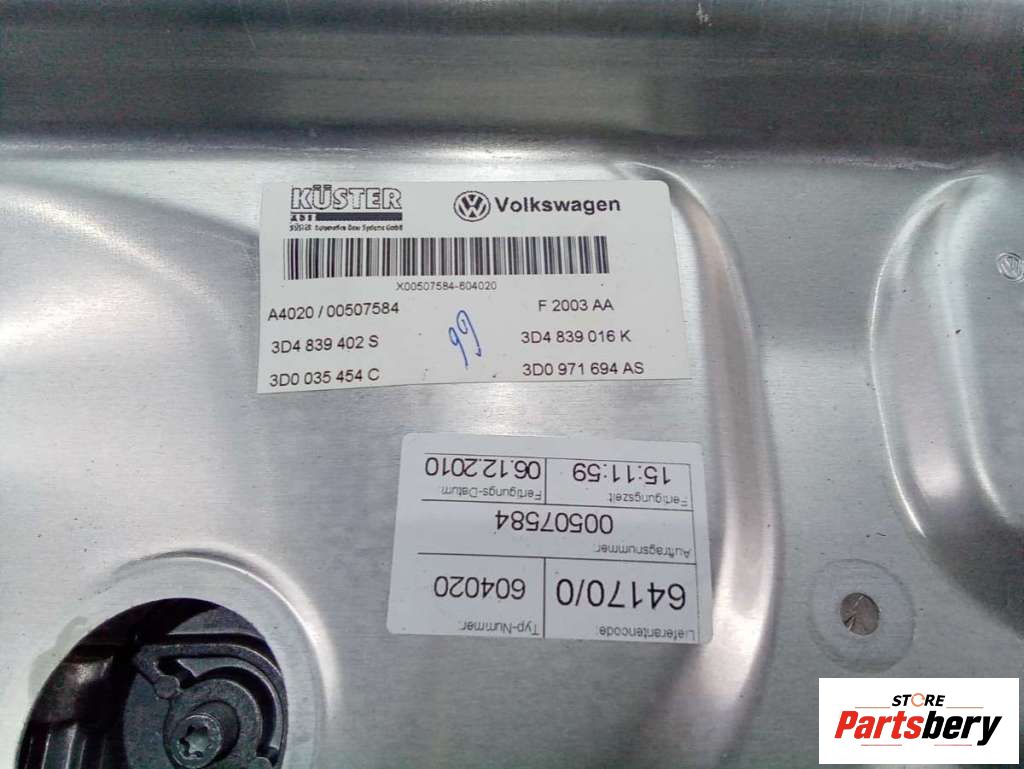 KÜSTER
Volkswagen
X00507584-604020
A4020 / 00507584
F 2003 AA
3D4 839 402 S
3D4 839 016 K
3D0 035 454 C
3D0 971 694 AS
99
Lieferantencode:
64170/0
Typ-Nummer:
604020
Auftragsnummer:
00507584
Fertigungszeit
15:11:59
Fertigungs-Datum
06.12.2010
STORE
Partsbery